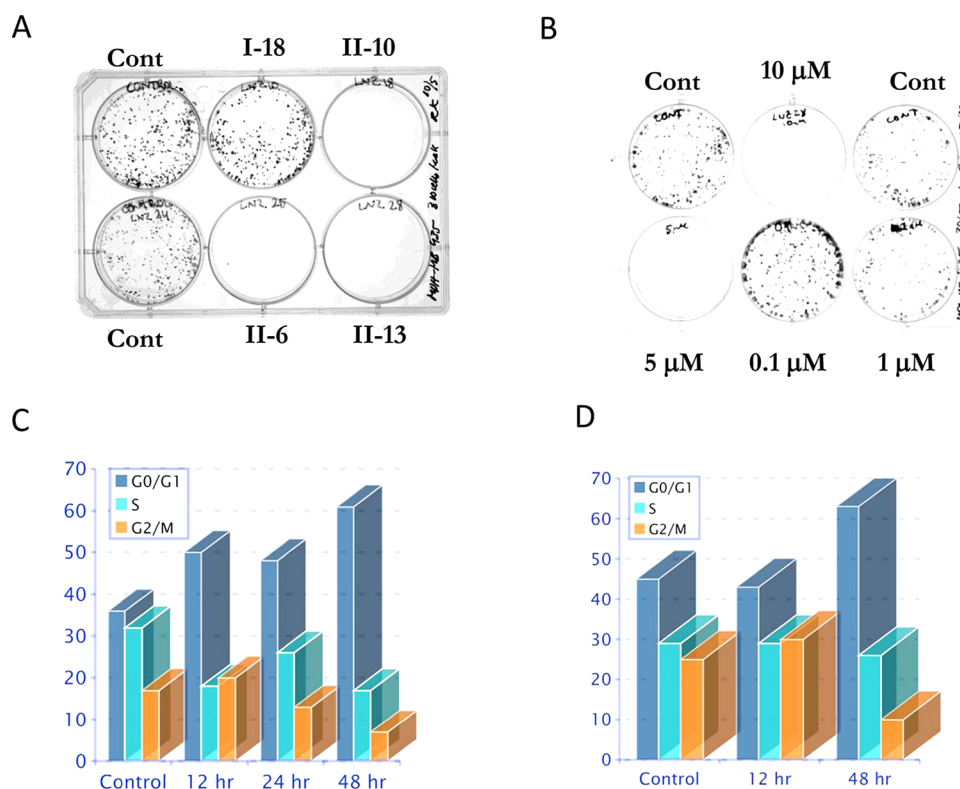 A
Cont
I-18
II-10
CONTROL
LNZ 18
CONTROL
LNZ 24
LNZ 25
LNZ 28
Cont
II-6
II-13
B
Cont
10 µM
Cont
CONT
CONT
5 µM
0.1 µM
1 µM
C
70
60
50
40
30
20
10
0
G0/G1
S
G2/M
Control
12 hr
24 hr
48 hr
D
70
60
50
40
30
20
10
0
G0/G1
S
G2/M
Control
12 hr
48 hr